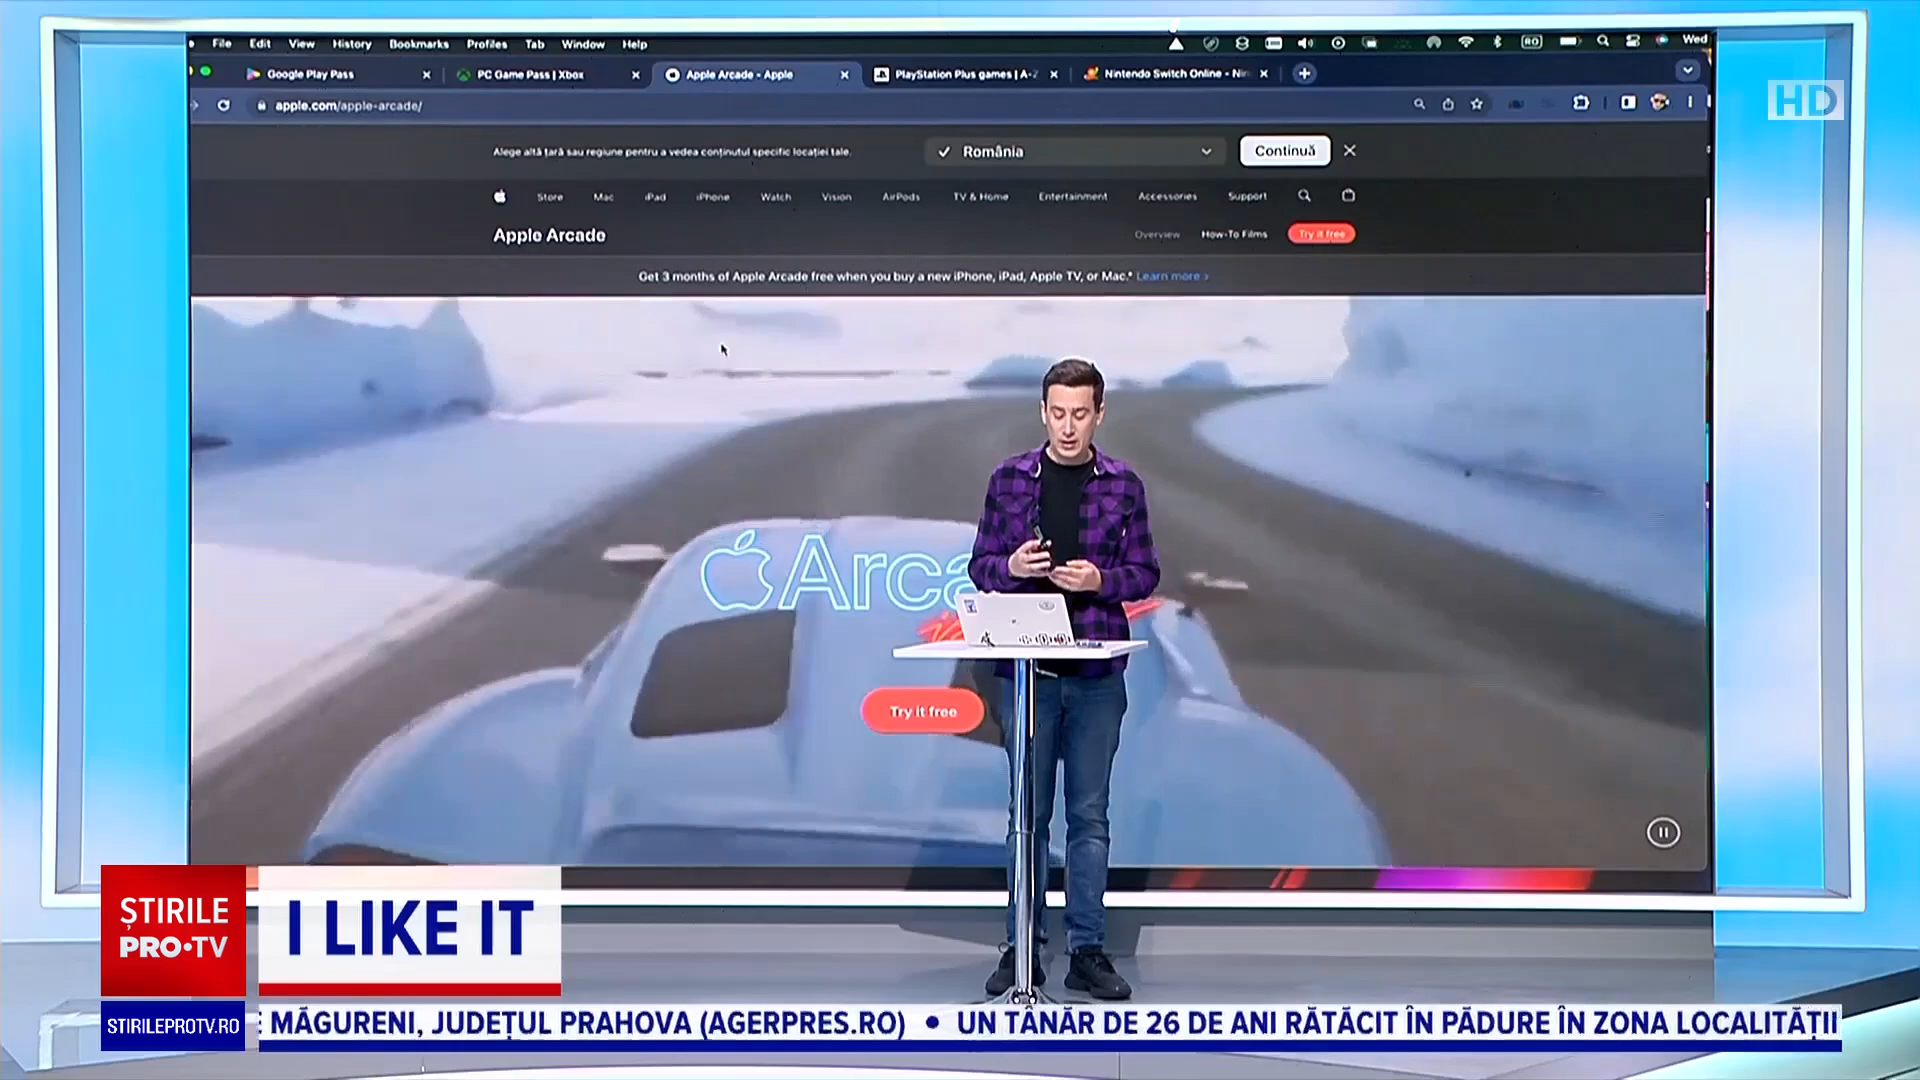 File Edit View History Bookmarks Profiles Tab Window Help
RO
Wed
Google Play Pass
PC Game Pass | Xbox
Apple Arcade - Apple
PlayStation Plus games | A-Z
Nintendo Switch Online - Nin
HD
apple.com/apple-arcade/
Alege altă țară sau regiune pentru a vedea conținutul specific locației tale.
România
Continuă
Store Mac iPad iPhone Watch Vision AirPods TV & Home Entertainment Accessories Support
Apple Arcade
Overview How-To Films Try it free
Get 3 months of Apple Arcade free when you buy a new iPhone, iPad, Apple TV, or Mac.* Learn more >
Arca
Try it free
ȘTIRILE
PRO•TV
I LIKE IT
STIRILEPROTV.RO
E MĂGURENI, JUDEȚUL PRAHOVA (AGERPRES.RO) • UN TÂNĂR DE 26 DE ANI RĂTĂCIT ÎN PĂDURE ÎN ZONA LOCALITĂȚII